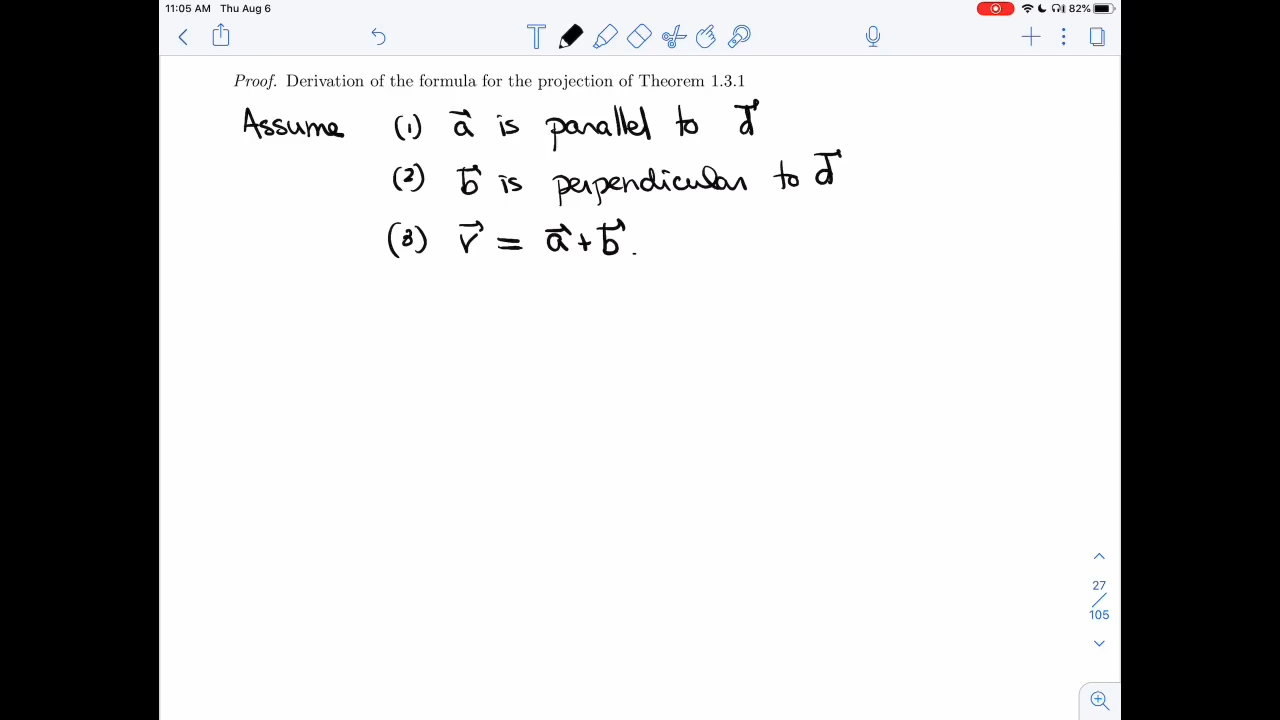 11:05 AM Thu Aug 6 82%
T
Proof. Derivation of the formula for the projection of Theorem 1.3.1
Assume (1) a⃗ is parallel to d⃗
(2) b⃗ is perpendicular to d⃗
(3) v⃗ = a⃗ + b⃗.
27
105